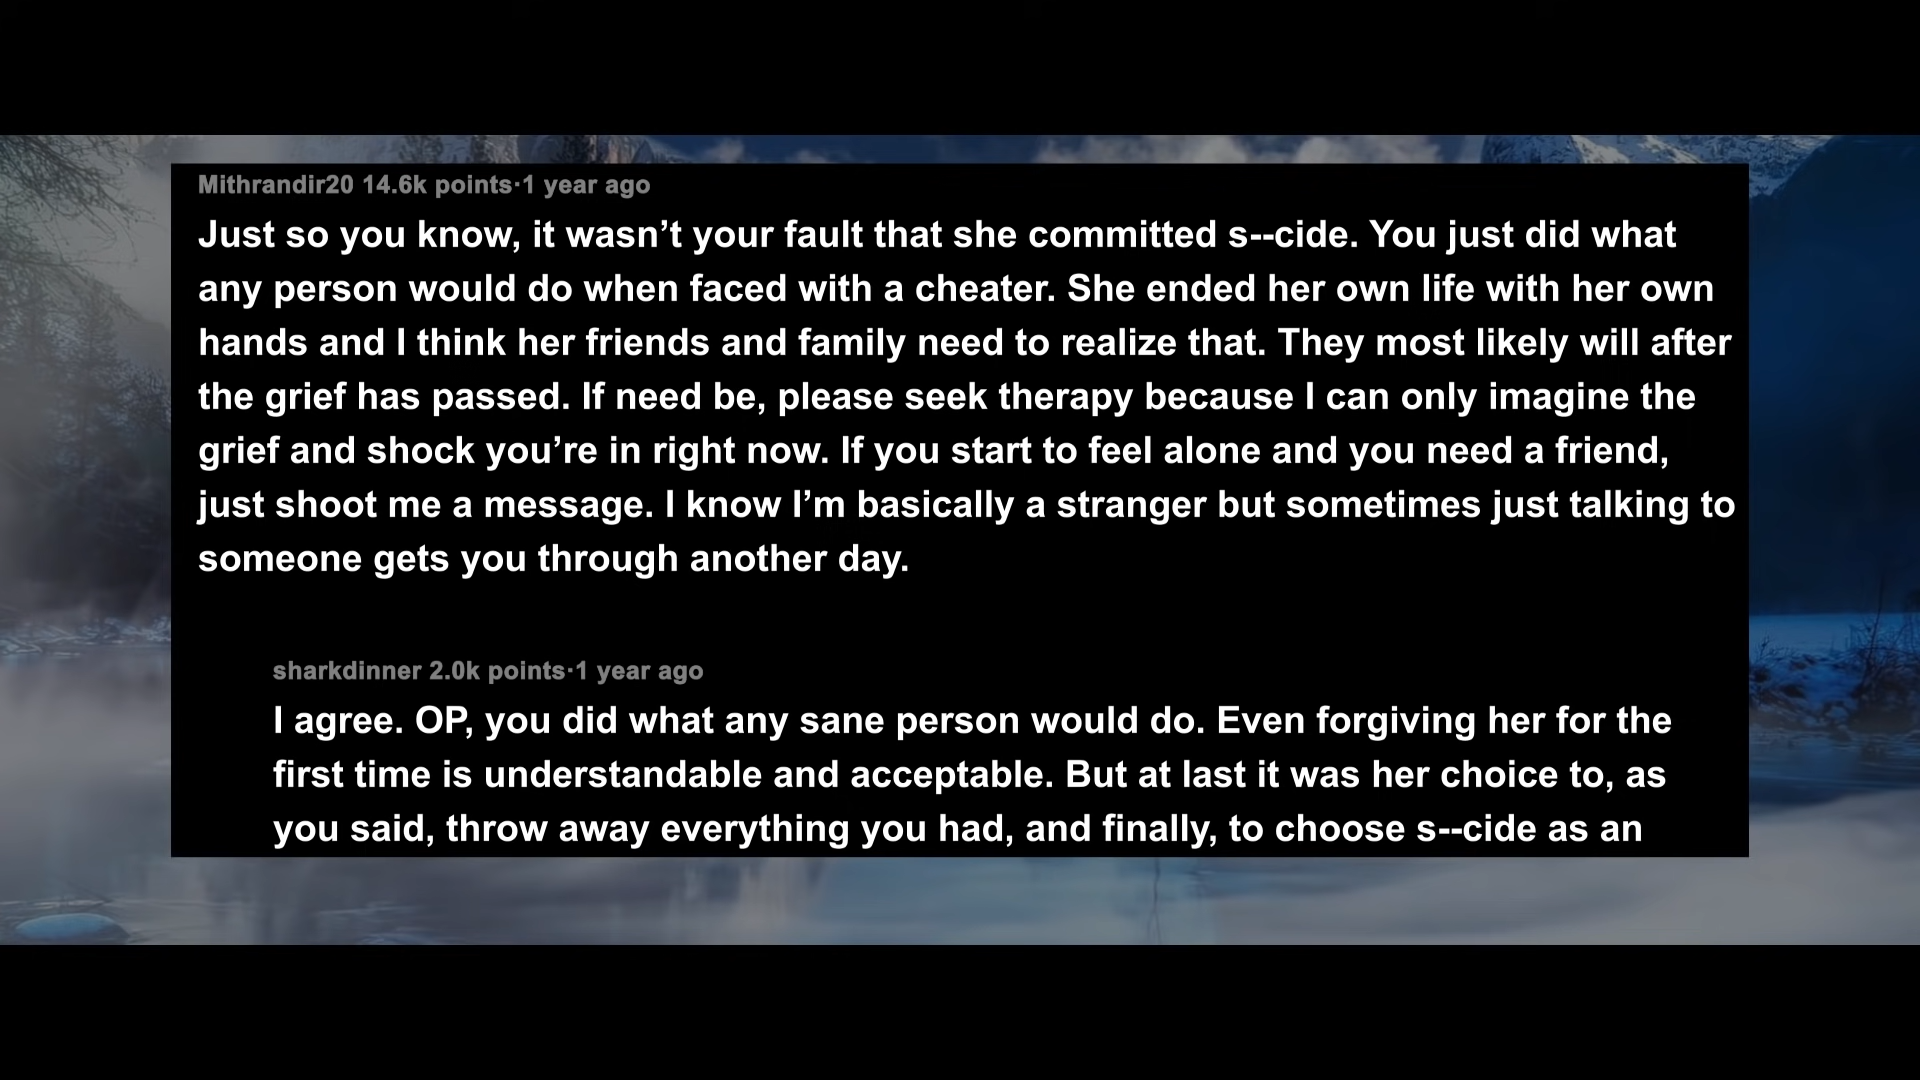 Mithrandir20 14.6k points·1 year ago
Just so you know, it wasn’t your fault that she committed s--cide. You just did what
any person would do when faced with a cheater. She ended her own life with her own
hands and I think her friends and family need to realize that. They most likely will after
the grief has passed. If need be, please seek therapy because I can only imagine the
grief and shock you’re in right now. If you start to feel alone and you need a friend,
just shoot me a message. I know I’m basically a stranger but sometimes just talking to
someone gets you through another day.
sharkdinner 2.0k points·1 year ago
I agree. OP, you did what any sane person would do. Even forgiving her for the
first time is understandable and acceptable. But at last it was her choice to, as
you said, throw away everything you had, and finally, to choose s--cide as an